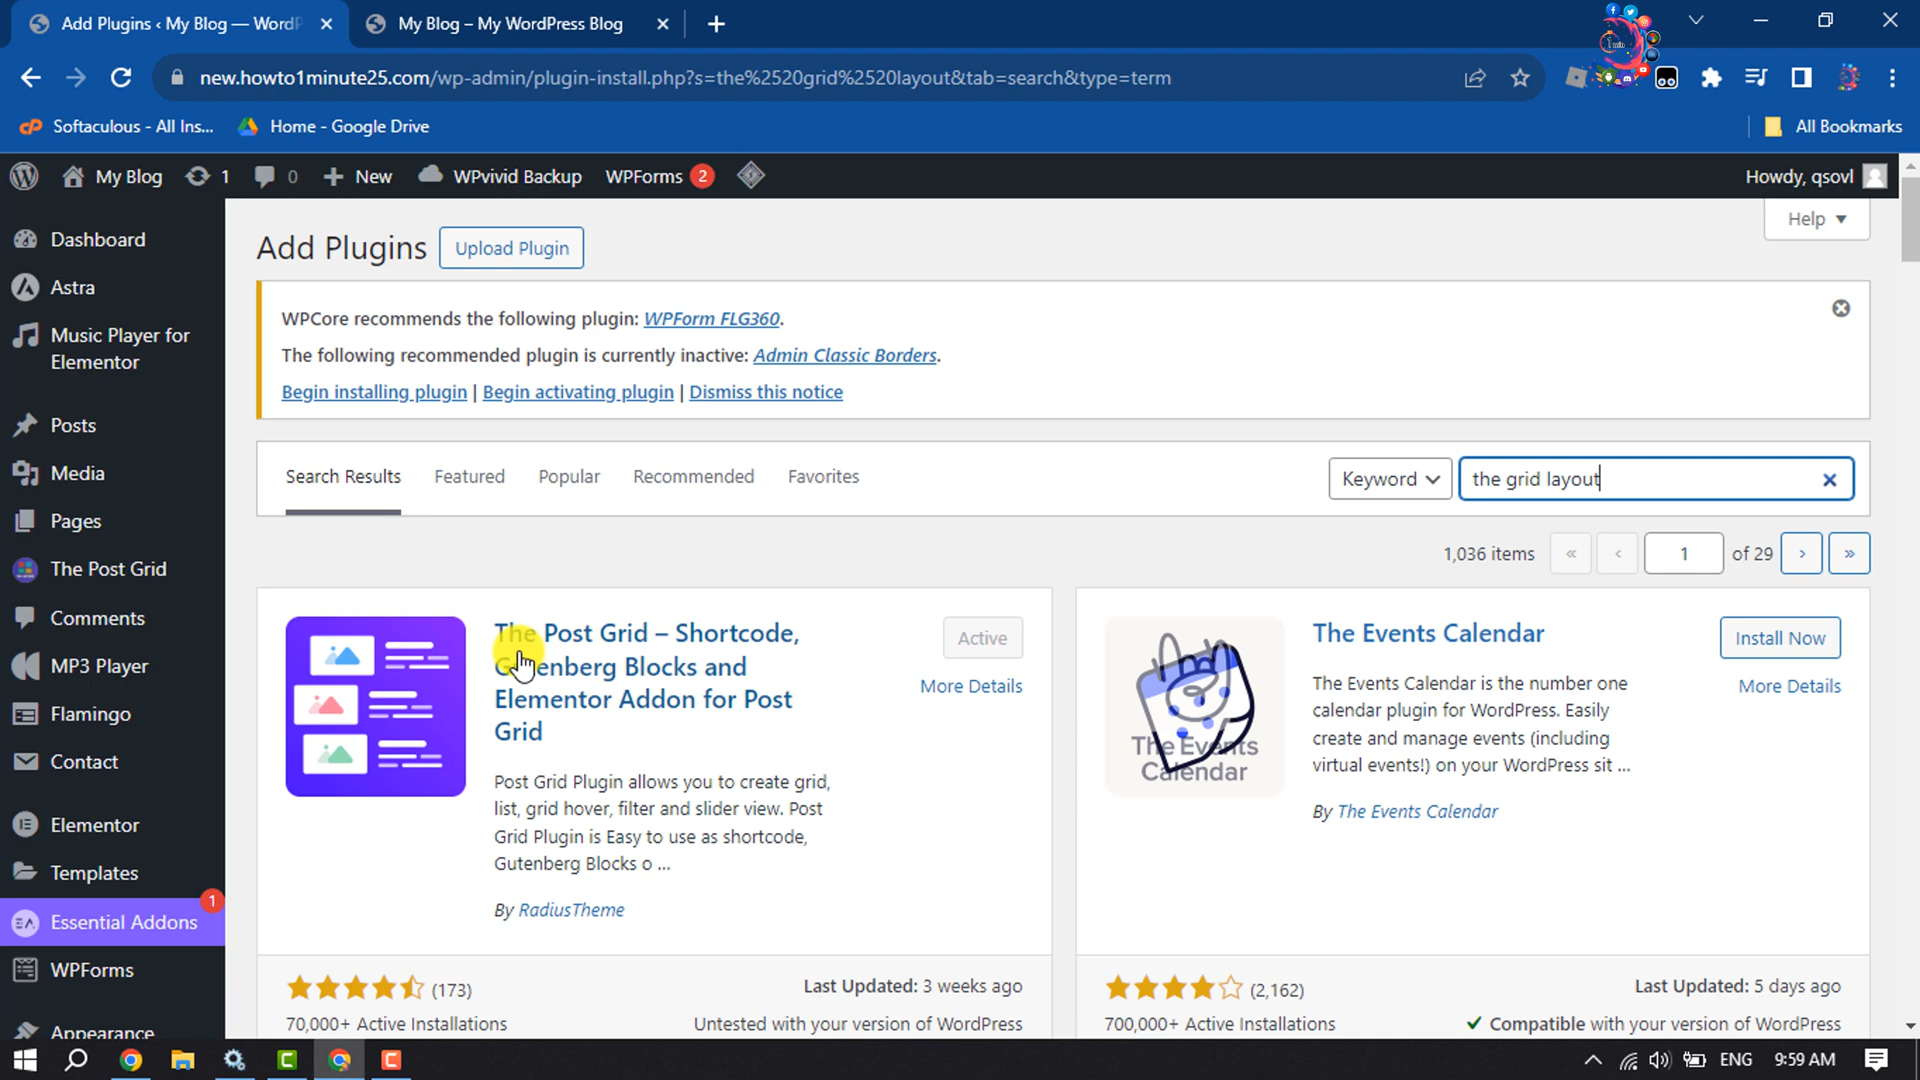 Add Plugins ‹ My Blog — WordP
My Blog – My WordPress Blog
new.howto1minute25.com/wp-admin/plugin-install.php?s=the%2520grid%2520layout&tab=search&type=term
Softaculous - All Ins...
Home - Google Drive
All Bookmarks
My Blog
1
0
New
WPvivid Backup
WPForms 2
Howdy, qsovl
Dashboard
Astra
Music Player for
Elementor
Posts
Media
Pages
The Post Grid
Comments
MP3 Player
Flamingo
Contact
Elementor
Templates
Essential Addons
1
WPForms
Appearance
Help
Add Plugins
Upload Plugin
WPCore recommends the following plugin: WPForm FLG360.
The following recommended plugin is currently inactive: Admin Classic Borders.
Begin installing plugin | Begin activating plugin | Dismiss this notice
Search Results
Featured
Popular
Recommended
Favorites
Keyword
the grid layout
1,036 items
«
‹
1
of 29
›
»
The Post Grid – Shortcode,
Gutenberg Blocks and
Elementor Addon for Post
Grid
Active
More Details
Post Grid Plugin allows you to create grid,
list, grid hover, filter and slider view. Post
Grid Plugin is Easy to use as shortcode,
Gutenberg Blocks o ...
By RadiusTheme
(173)
70,000+ Active Installations
Last Updated: 3 weeks ago
Untested with your version of WordPress
The Events
Calendar
The Events Calendar
Install Now
More Details
The Events Calendar is the number one
calendar plugin for WordPress. Easily
create and manage events (including
virtual events!) on your WordPress sit ...
By The Events Calendar
(2,162)
700,000+ Active Installations
Last Updated: 5 days ago
Compatible with your version of WordPress
ENG
9:59 AM